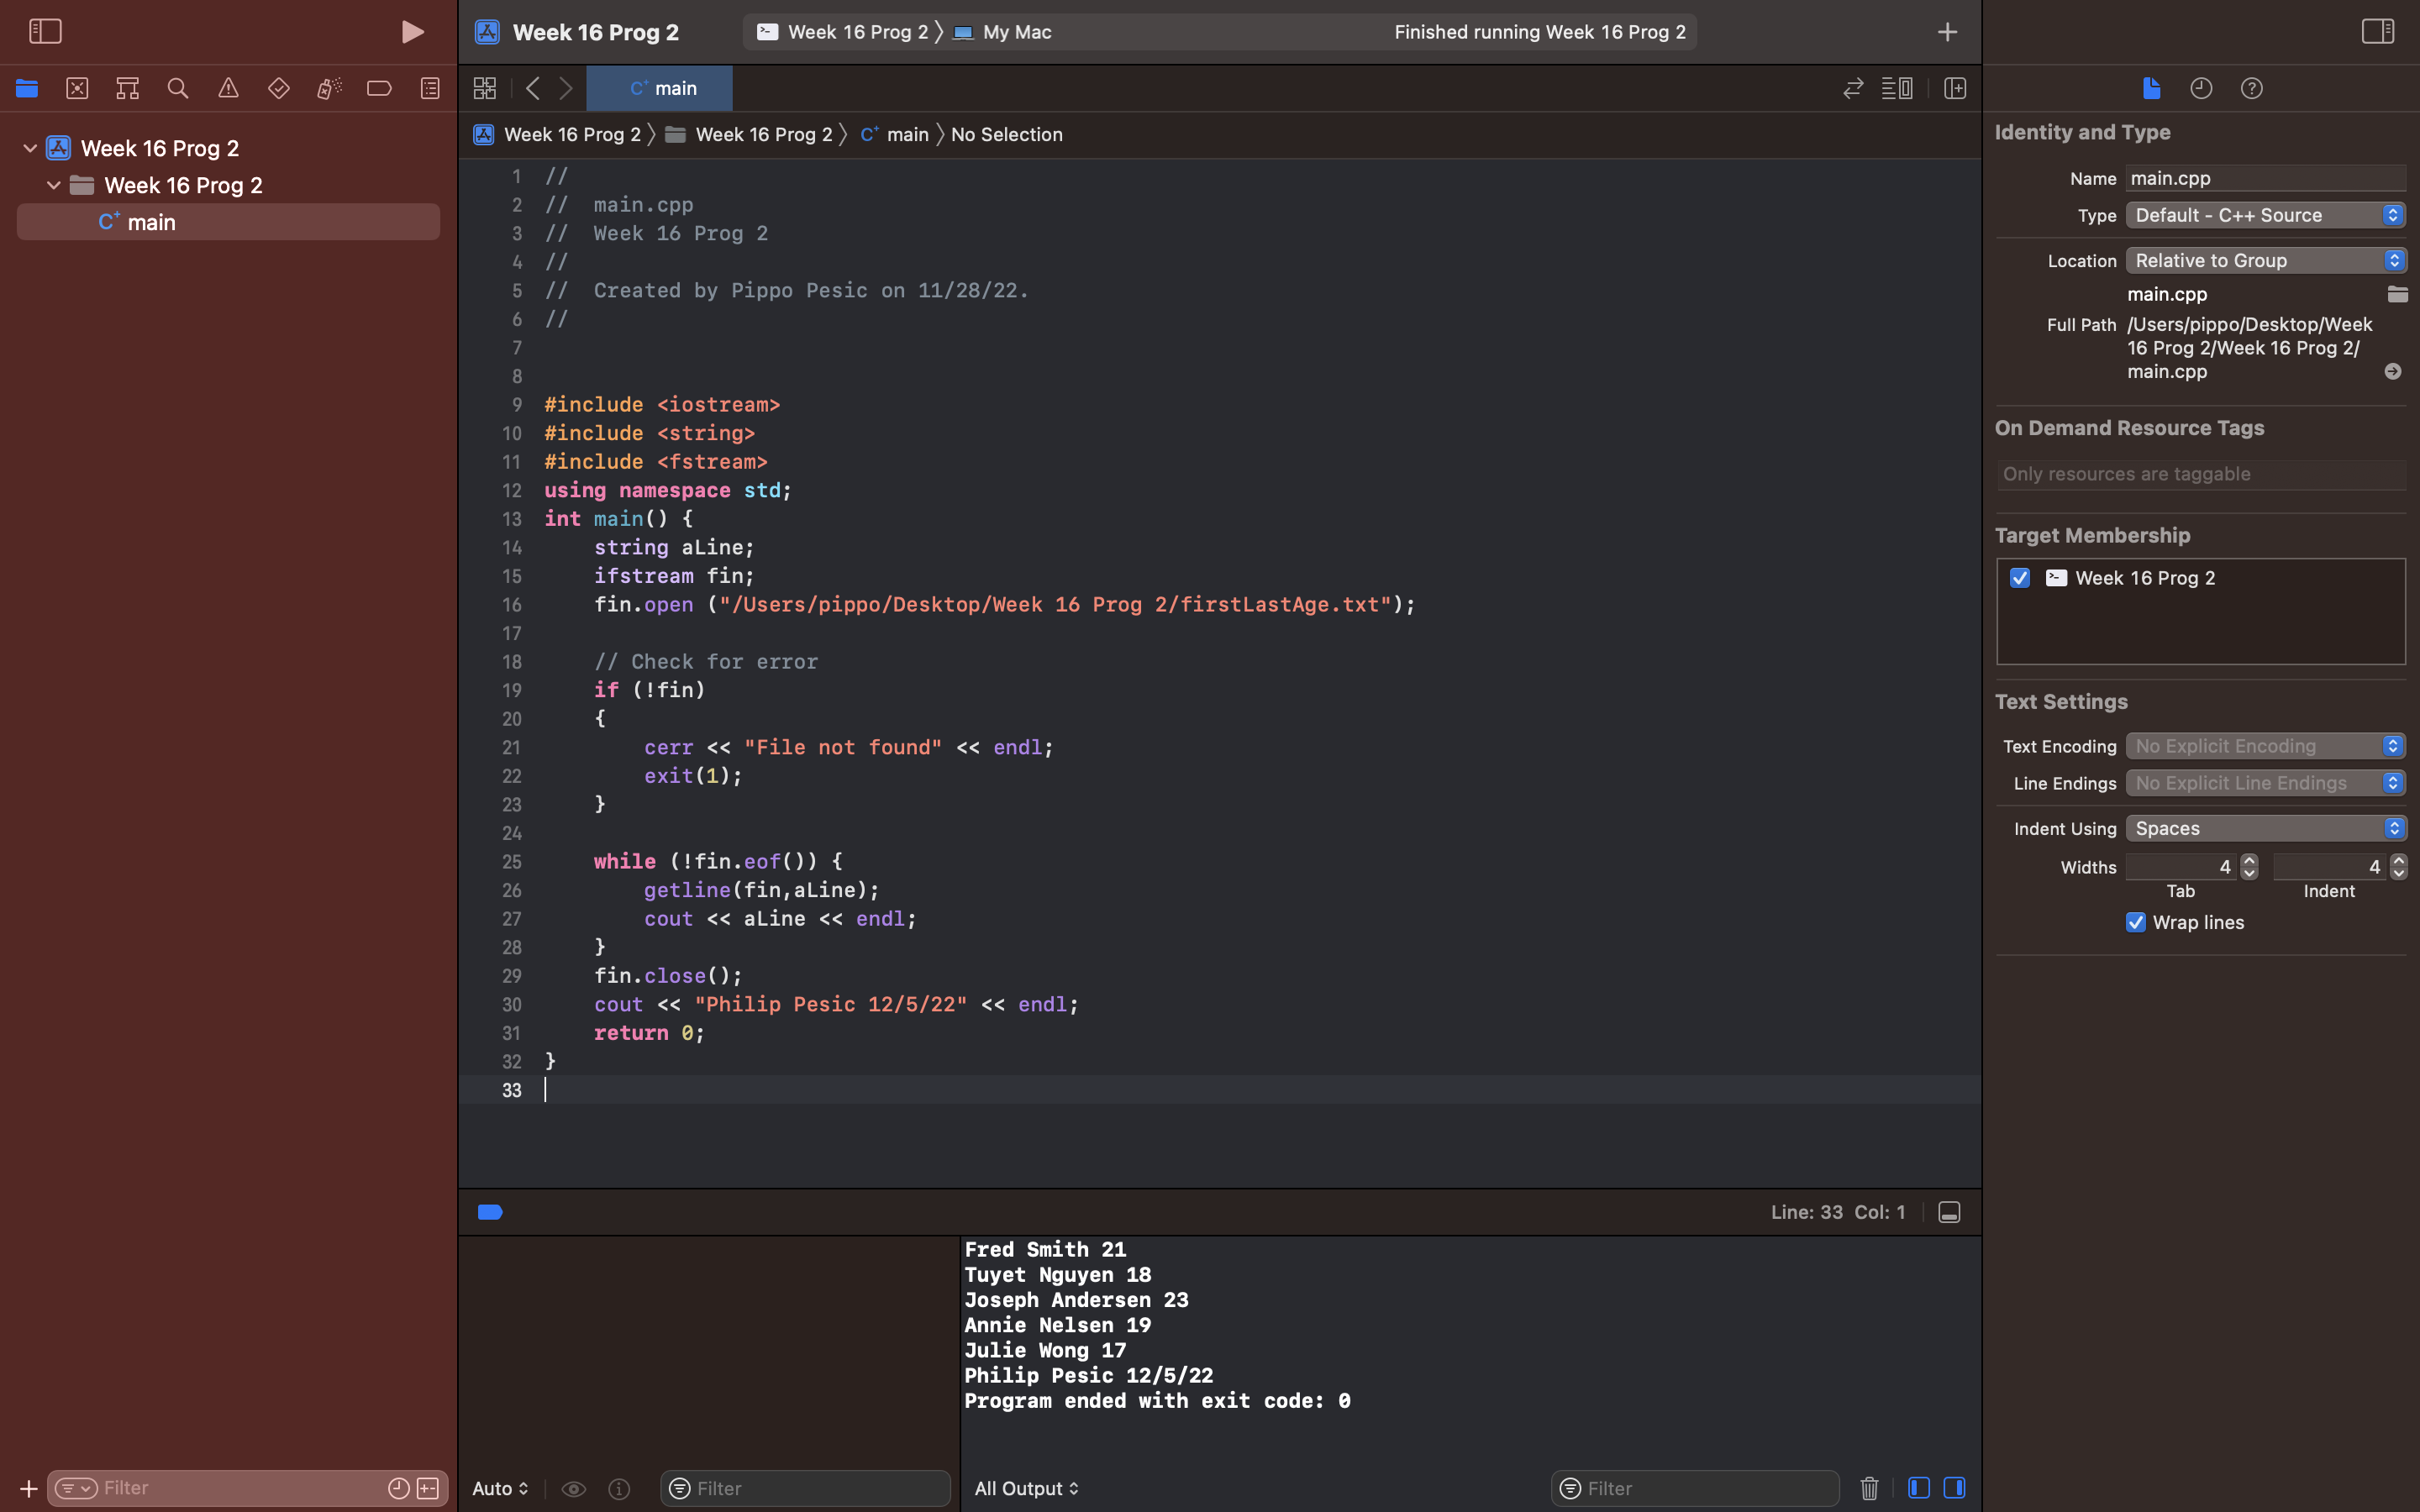 Week 16 Prog 2
Week 16 Prog 2 My Mac
Finished running Week 16 Prog 2
main
Week 16 Prog 2 Week 16 Prog 2 main No Selection
Week 16 Prog 2
Week 16 Prog 2
main
1 //
2 //  main.cpp
3 //  Week 16 Prog 2
4 //
5 //  Created by Pippo Pesic on 11/28/22.
6 //
7
8
9 #include <iostream>
10 #include <string>
11 #include <fstream>
12 using namespace std;
13 int main() {
14     string aLine;
15     ifstream fin;
16     fin.open ("/Users/pippo/Desktop/Week 16 Prog 2/firstLastAge.txt");
17
18     // Check for error
19     if (!fin)
20     {
21         cerr << "File not found" << endl;
22         exit(1);
23     }
24
25     while (!fin.eof()) {
26         getline(fin,aLine);
27         cout << aLine << endl;
28     }
29     fin.close();
30     cout << "Philip Pesic 12/5/22" << endl;
31     return 0;
32 }
33
Line: 33 Col: 1
Fred Smith 21
Tuyet Nguyen 18
Joseph Andersen 23
Annie Nelsen 19
Julie Wong 17
Philip Pesic 12/5/22
Program ended with exit code: 0
Filter
Auto
Filter
All Output
Filter
Identity and Type
Name main.cpp
Type Default - C++ Source
Location Relative to Group
main.cpp
Full Path /Users/pippo/Desktop/Week
16 Prog 2/Week 16 Prog 2/
main.cpp
On Demand Resource Tags
Only resources are taggable
Target Membership
Week 16 Prog 2
Text Settings
Text Encoding No Explicit Encoding
Line Endings No Explicit Line Endings
Indent Using Spaces
Widths 4 4
Tab Indent
Wrap lines